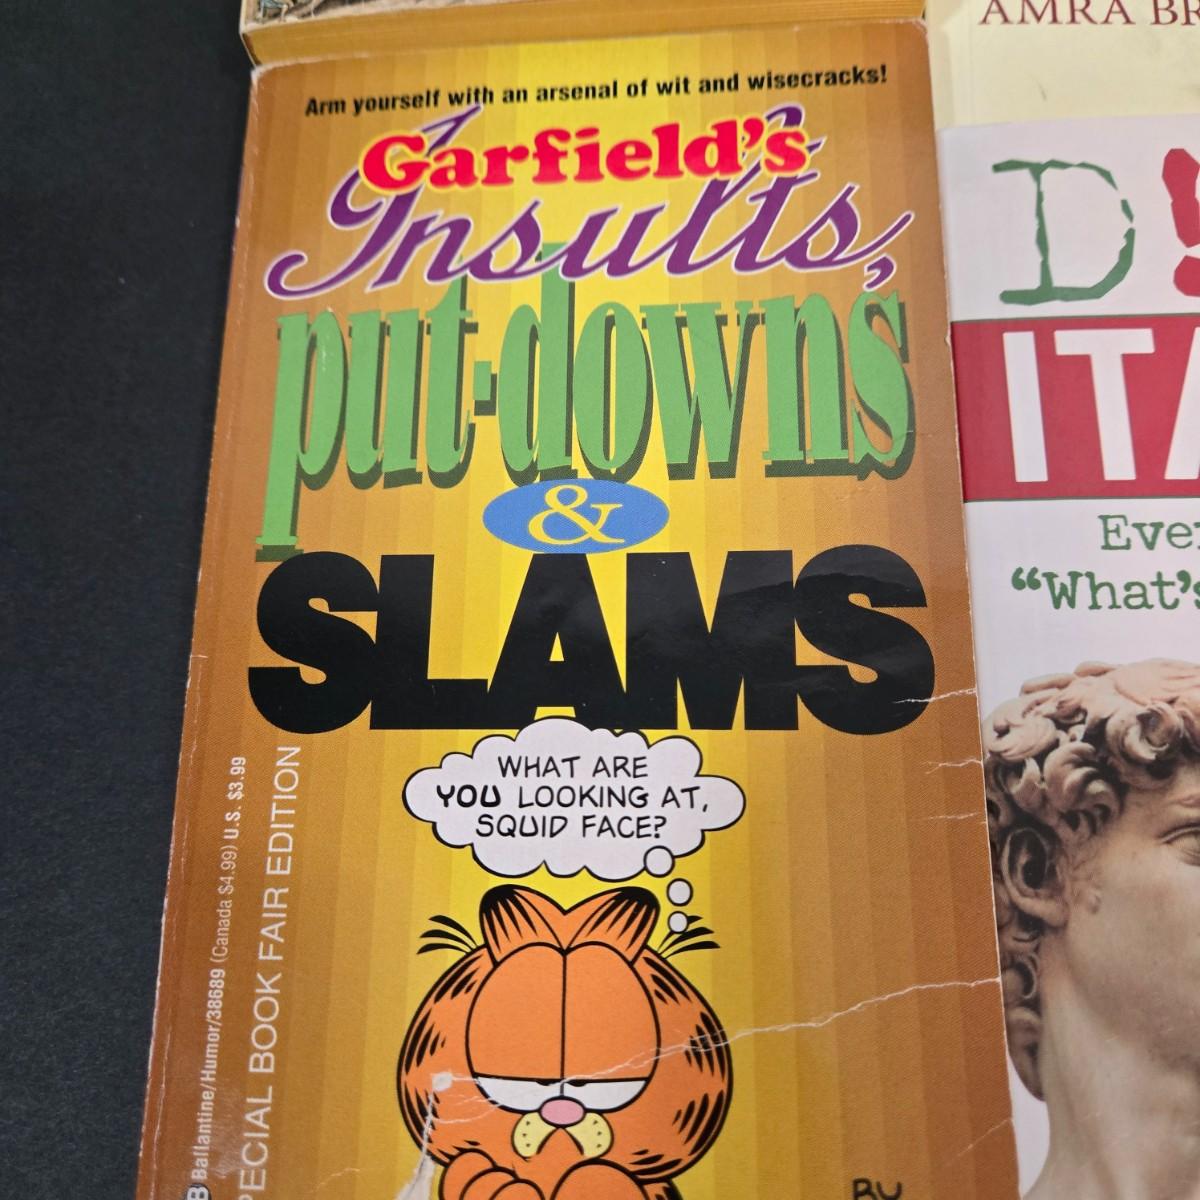 AMRA BR
Arm yourself with an arsenal of wit and wisecracks!
Garfield's
Insults,
put-downs
&
SLAMS
WHAT ARE
YOU LOOKING AT,
SQUID FACE?
BY
B Ballantine/Humor/38689 (Canada $4.99) U.S. $3.99
PECIAL BOOK FAIR EDITION
D
ITA
Ever
"What's